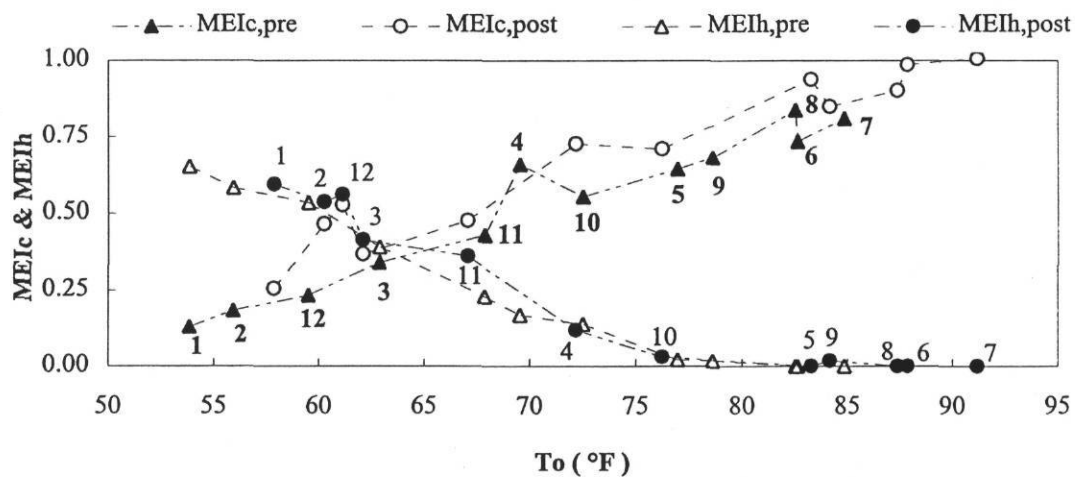 MEIc,pre MEIc,post MEIh,pre MEIh,post
1.00
0.75
0.50
0.25
0.00
MEIc & MEIh
1 2 12 3 11 4 10 5 9 8 6 7
1 2 12 3 11 4 10 5 9 8 6 7
50 55 60 65 70 75 80 85 90 95
To ( °F )